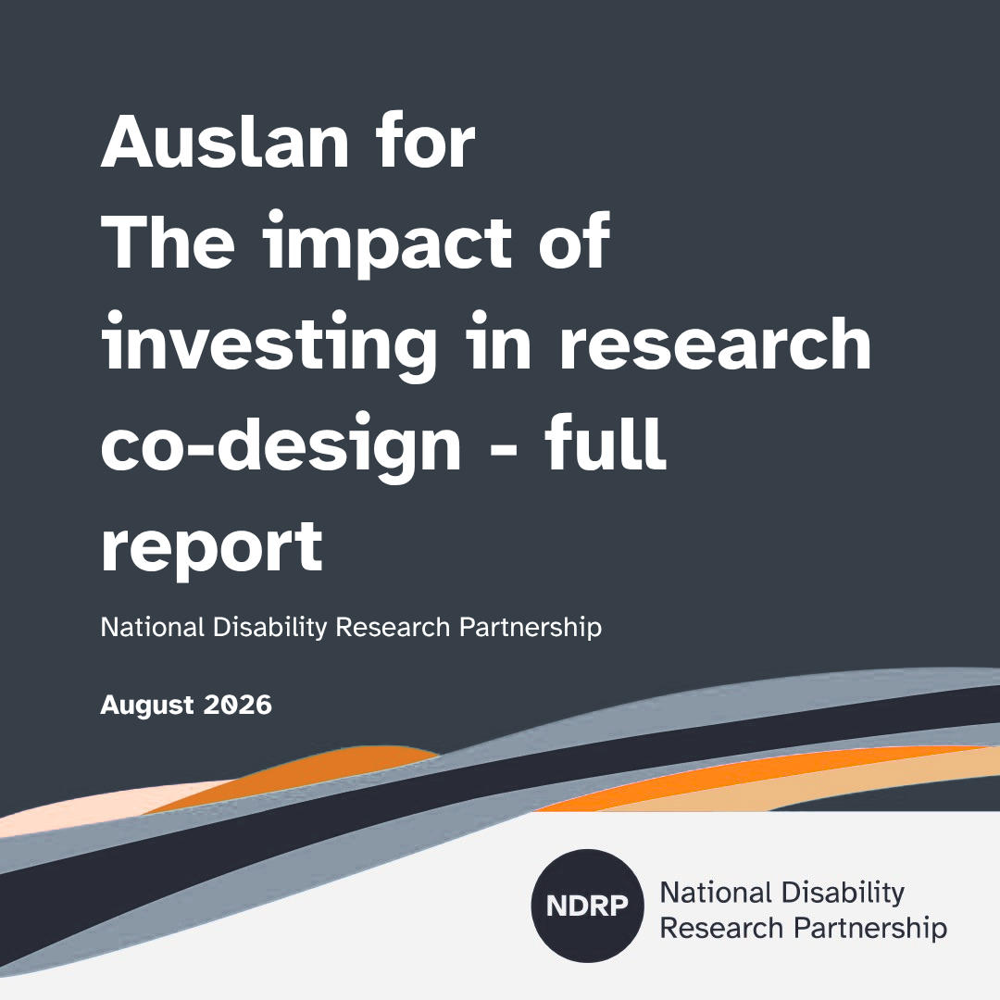 Auslan for
The impact of
investing in research
co-design - full
report
National Disability Research Partnership
August 2026
NDRP
National Disability
Research Partnership